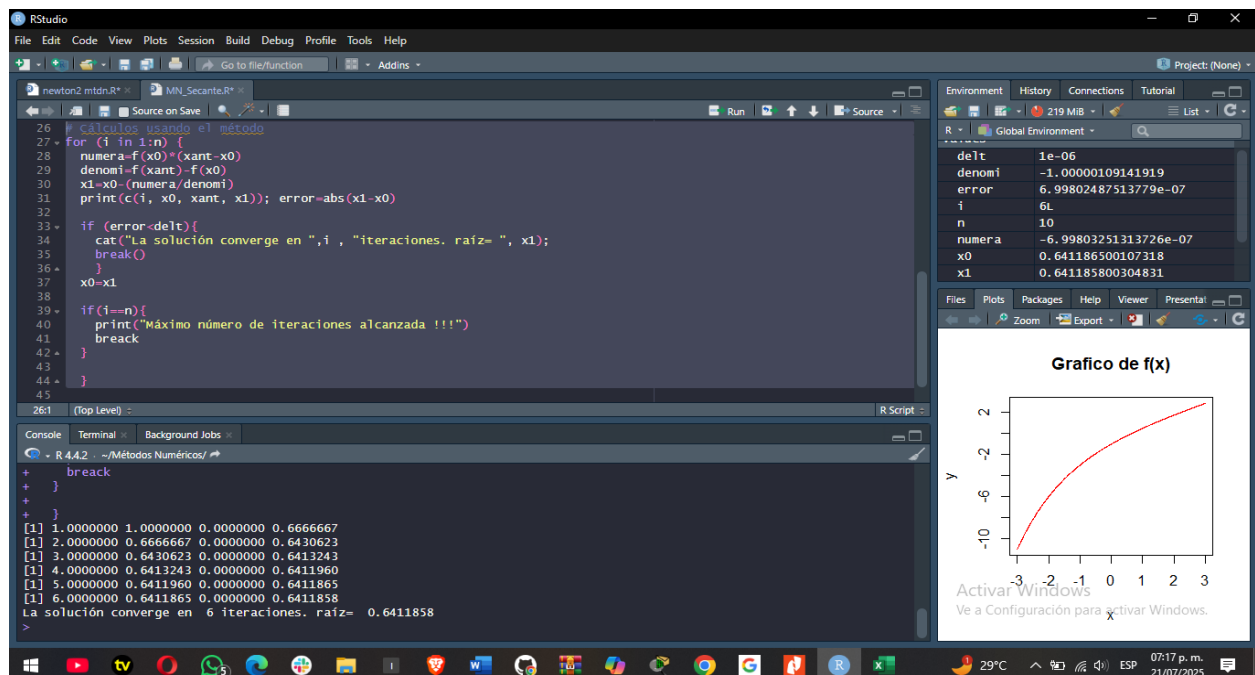 RStudio
File Edit Code View Plots Session Build Debug Profile Tools Help
Go to file/function Addins Project: (None)
newton2 mtdn.R* MN_Secante.R*
Source on Save Run Source
26 # cálculos usando el método
27 for (i in 1:n) {
28 numera=f(x0)*(xant-x0)
29 denomi=f(xant)-f(x0)
30 x1=x0-(numera/denomi)
31 print(c(i, x0, xant, x1)); error=abs(x1-x0)
32
33 if (error<delt){
34 cat("La solución converge en ",i , "iteraciones. raíz= ", x1);
35 break()
36 }
37 x0=x1
38
39 if(i==n){
40 print("Máximo número de iteraciones alcanzada !!!")
41 breack
42 }
43
44 }
45
26:1 (Top Level) R Script
Console Terminal Background Jobs
R 4.4.2 · ~/Métodos Numéricos/
+ breack
+ }
+
+ }
[1] 1.0000000 1.0000000 0.0000000 0.6666667
[1] 2.0000000 0.6666667 0.0000000 0.6430623
[1] 3.0000000 0.6430623 0.0000000 0.6413243
[1] 4.0000000 0.6413243 0.0000000 0.6411960
[1] 5.0000000 0.6411960 0.0000000 0.6411865
[1] 6.0000000 0.6411865 0.0000000 0.6411858
La solución converge en  6 iteraciones. raíz=  0.6411858
>
Environment History Connections Tutorial
219 MiB List
R Global Environment
delt 1e-06
denomi -1.00000109141919
error 6.99802487513779e-07
i 6L
n 10
numera -6.99803251313726e-07
x0 0.641186500107318
x1 0.641185800304831
Files Plots Packages Help Viewer Presentat
Zoom Export
Grafico de f(x)
y
2
-2
-6
-10
-3 -2 -1 0 1 2 3
x
Activar Windows
Ve a Configuración para activar Windows.
29°C ESP 07:17 p. m.
21/07/2025